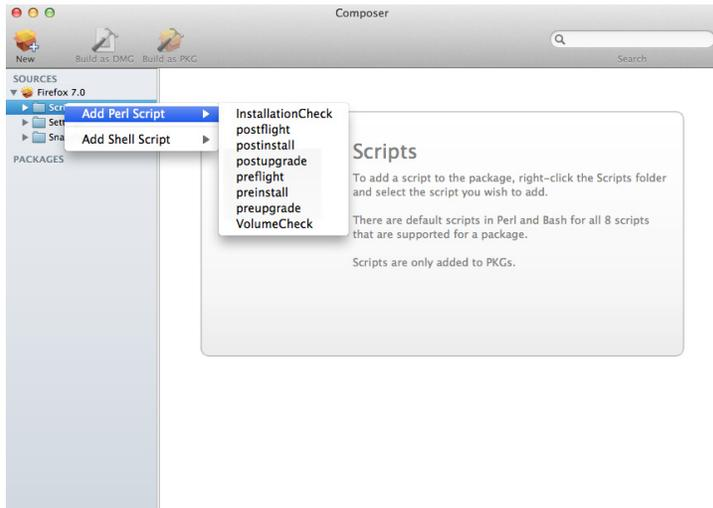 Composer
New
Build as DMG
Build as PKG
Search
SOURCES
Firefox 7.0
Add Perl Script
Add Shell Script
PACKAGES
InstallationCheck
postflight
postinstall
postupgrade
preflight
preinstall
preupgrade
VolumeCheck
Scripts
To add a script to the package, right-click the Scripts folder
and select the script you wish to add.
There are default scripts in Perl and Bash for all 8 scripts
that are supported for a package.
Scripts are only added to PKGs.